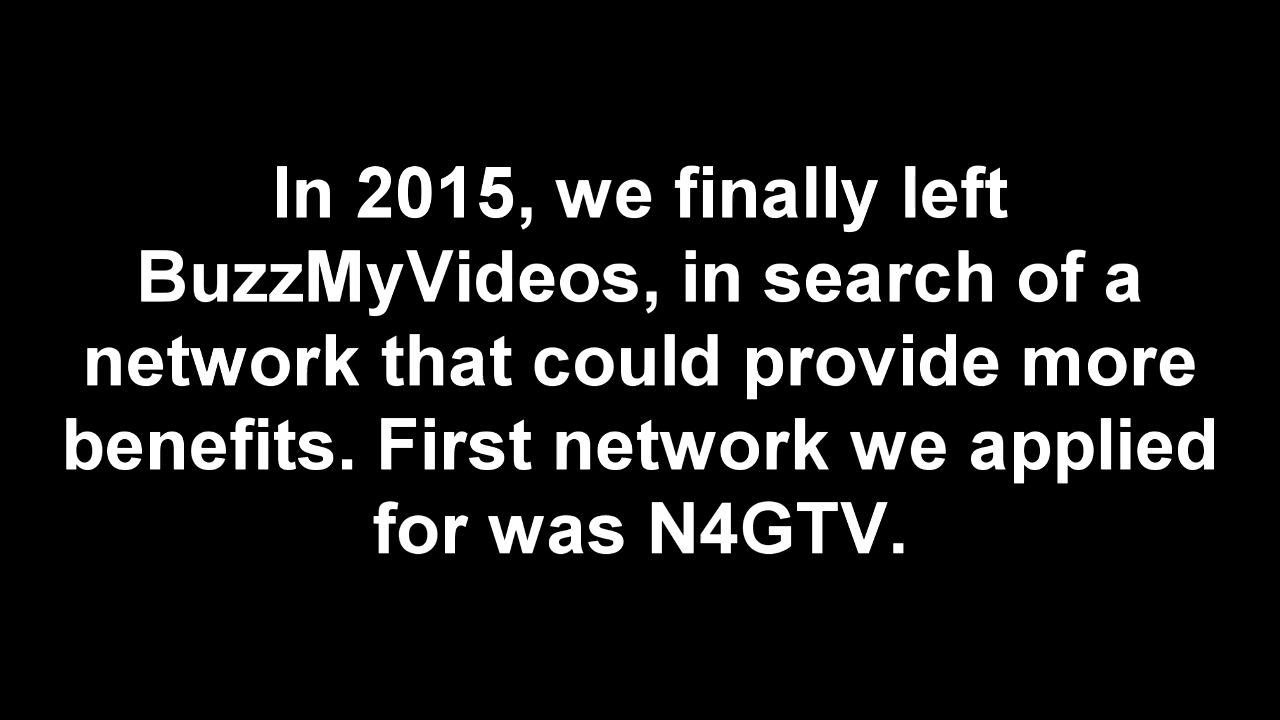 In 2015, we finally left
BuzzMyVideos, in search of a
network that could provide more
benefits. First network we applied
for was N4GTV.